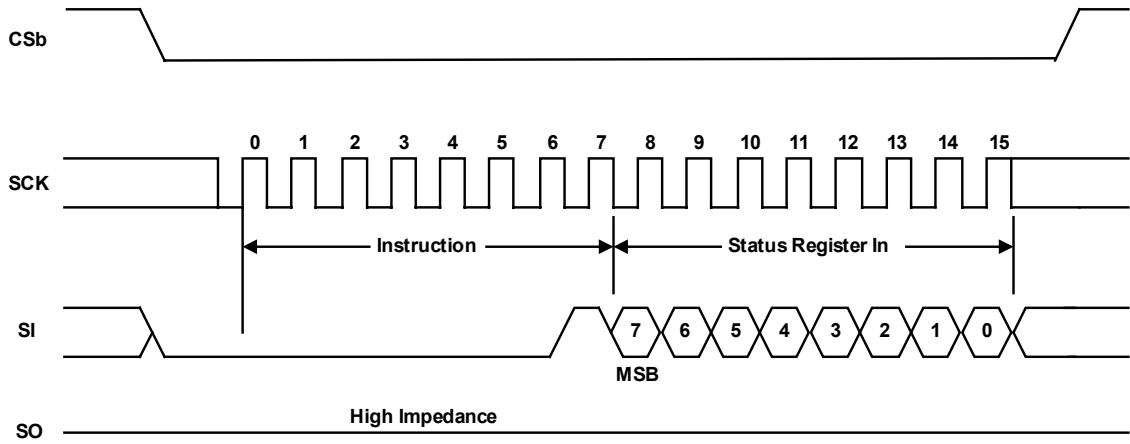 CSb
0 1 2 3 4 5 6 7 8 9 10 11 12 13 14 15
SCK
Instruction Status Register In
SI 7 6 5 4 3 2 1 0
MSB
High Impedance
SO